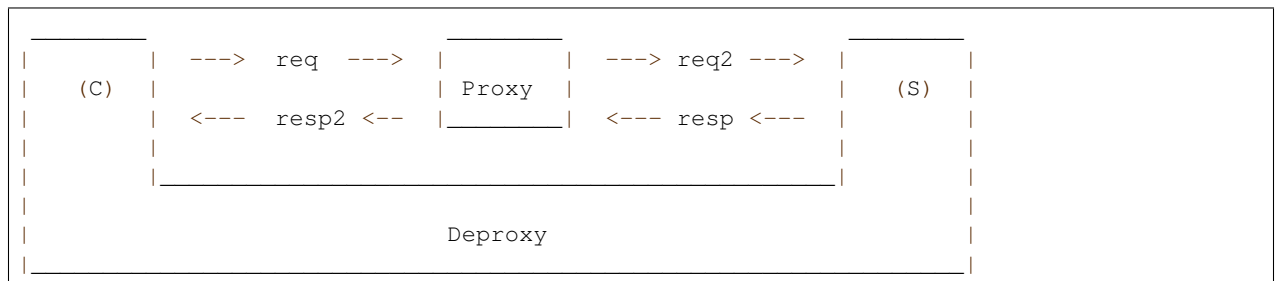 ---> req ---> ---> req2 --->
(C) Proxy (S)
<--- resp2 <-- <--- resp <---
Deproxy